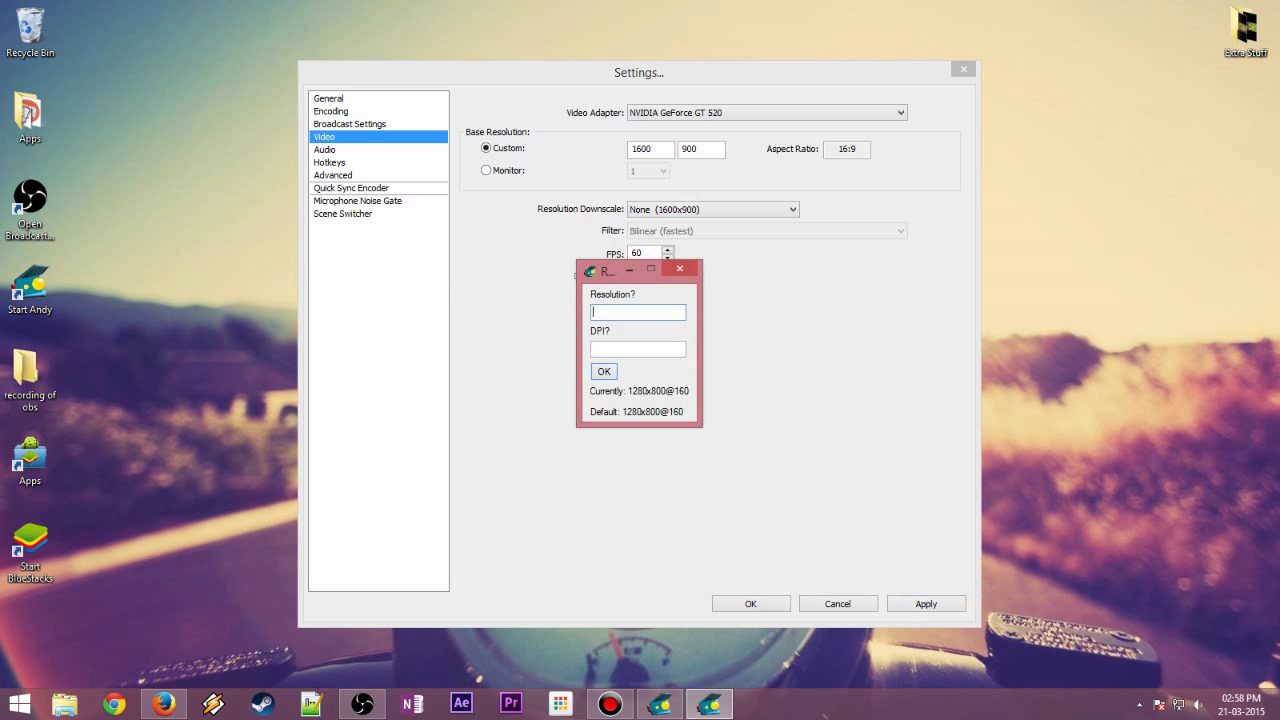 Recycle Bin
Apps
Open
Broadcast...
Start Andy
recording of
obs
Apps
Start
BlueStacks
Extra Stuff
Settings...
General
Encoding
Broadcast Settings
Video
Audio
Hotkeys
Advanced
Quick Sync Encoder
Microphone Noise Gate
Scene Switcher
Video Adapter: NVIDIA GeForce GT 520
Base Resolution:
Custom: 1600 900 Aspect Ratio: 16:9
Monitor: 1
Resolution Downscale: None (1600x900)
Filter: Bilinear (fastest)
FPS: 60
R...
Resolution?
DPI?
OK
Currently: 1280x800@160
Default: 1280x800@160
OK Cancel Apply
N Ae Pr
02:58 PM
21-03-2015